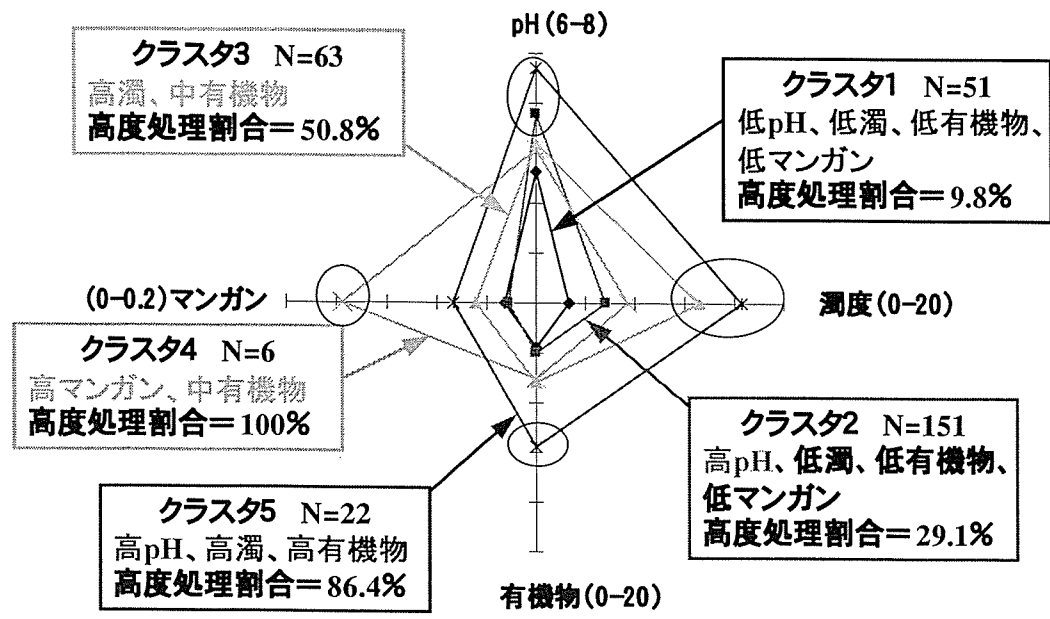 pH(6-8)
クラスタ3 N=63
高濁、中有機物
高度処理割合=50.8%
クラスタ1 N=51
低pH、低濁、低有機物、
低マンガン
高度処理割合=9.8%
(0-0.2)マンガン
濁度(0-20)
クラスタ4 N=6
高マンガン、中有機物
高度処理割合=100%
クラスタ2 N=151
高pH、低濁、低有機物、
低マンガン
高度処理割合=29.1%
クラスタ5 N=22
高pH、高濁、高有機物
高度処理割合=86.4%
有機物(0-20)